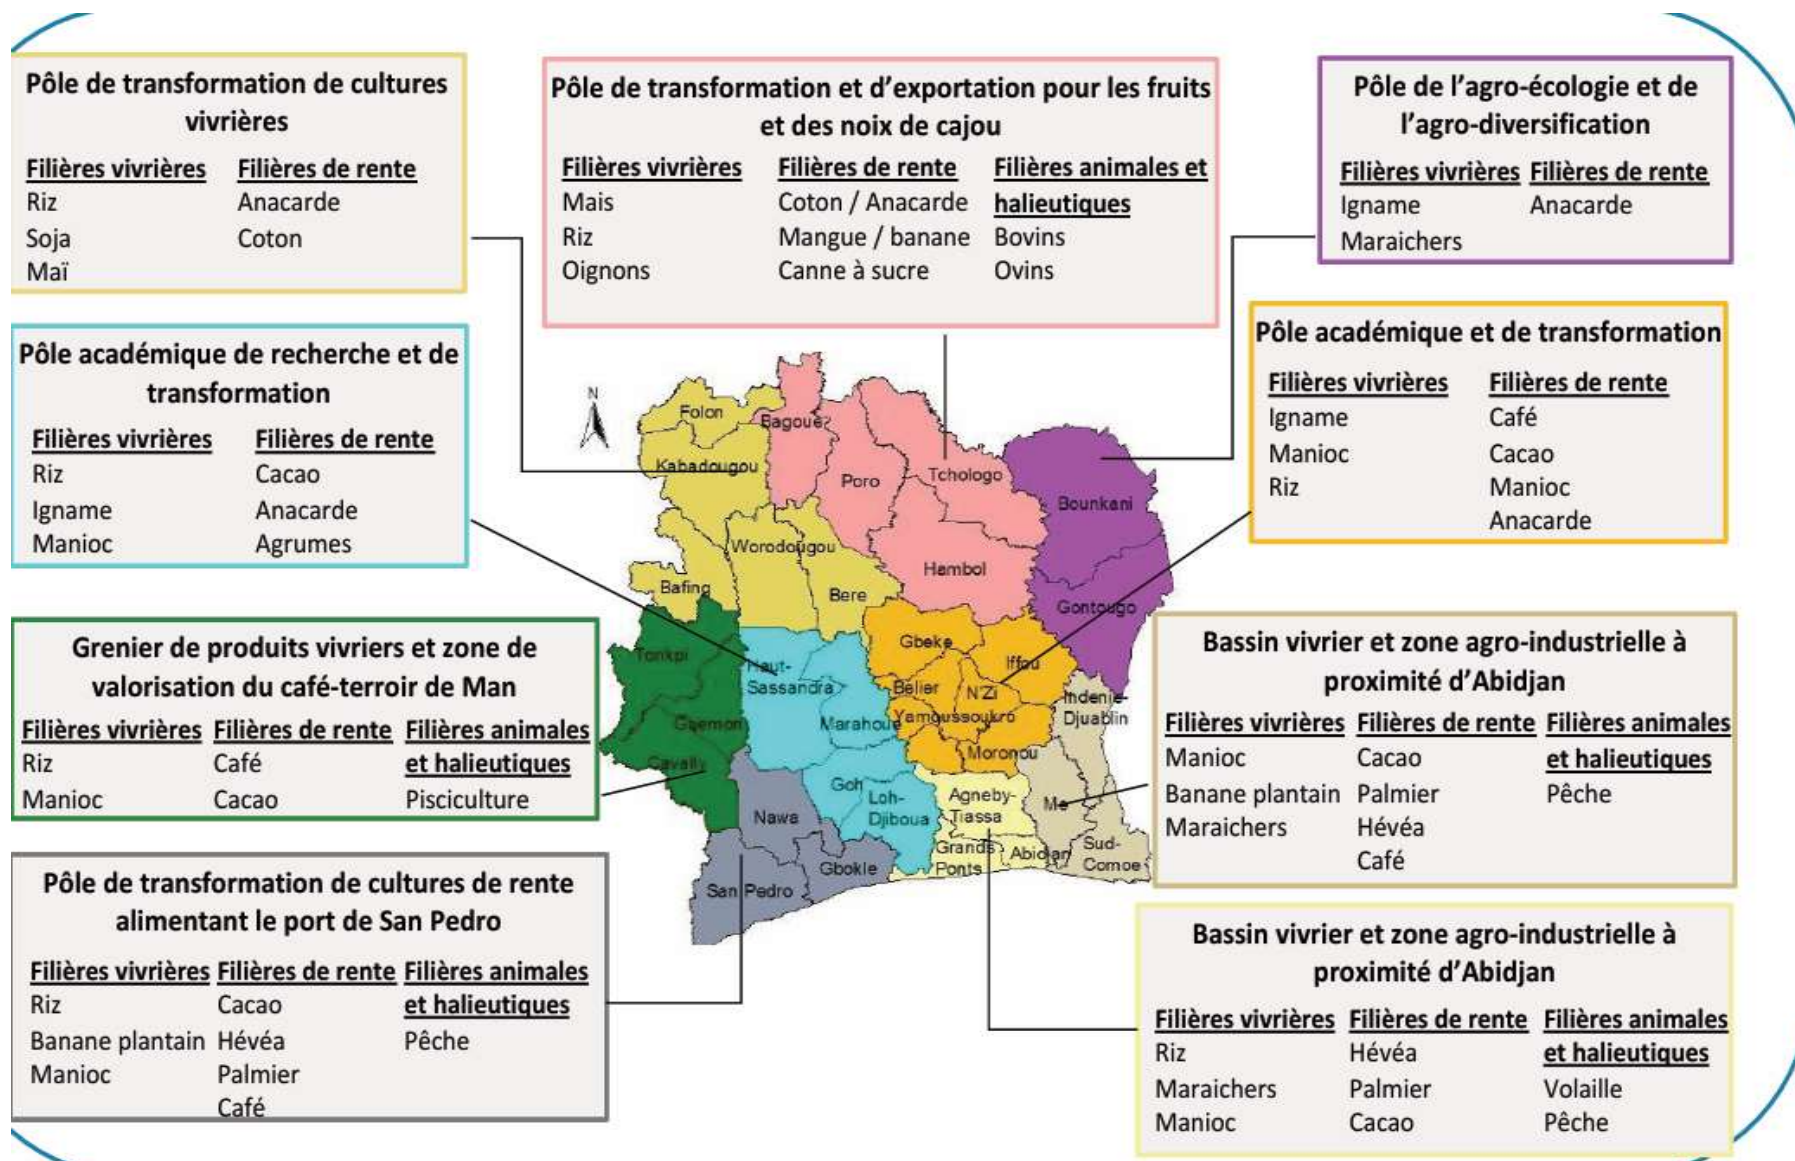 Pôle de transformation de cultures
vivrières
Filières vivrières Filières de rente
Riz Anacarde
Soja Coton
Maï
Pôle de transformation et d'exportation pour les fruits
et des noix de cajou
Filières vivrières Filières de rente Filières animales et
Mais Coton / Anacarde halieutiques
Riz Mangue / banane Bovins
Oignons Canne à sucre Ovins
Pôle de l'agro-écologie et de
l'agro-diversification
Filières vivrières Filières de rente
Igname Anacarde
Maraichers
Pôle académique de recherche et de
transformation
Filières vivrières Filières de rente
Riz Cacao
Igname Anacarde
Manioc Agrumes
Pôle académique et de transformation
Filières vivrières Filières de rente
Igname Café
Manioc Cacao
Riz Manioc
Anacarde
Grenier de produits vivriers et zone de
valorisation du café-terroir de Man
Filières vivrières Filières de rente Filières animales
Riz Café et halieutiques
Manioc Cacao Pisciculture
Bassin vivrier et zone agro-industrielle à
proximité d'Abidjan
Filières vivrières Filières de rente Filières animales
Manioc Cacao et halieutiques
Banane plantain Palmier Pêche
Maraichers Hévéa
Café
Pôle de transformation de cultures de rente
alimentant le port de San Pedro
Filières vivrières Filières de rente Filières animales
Riz Cacao et halieutiques
Banane plantain Hévéa Pêche
Manioc Palmier
Café
Bassin vivrier et zone agro-industrielle à
proximité d'Abidjan
Filières vivrières Filières de rente Filières animales
Riz Hévéa et halieutiques
Maraichers Palmier Volaille
Manioc Cacao Pêche
N
Folon
Bagoué
Kabadougou
Poro
Tchologo
Bounkani
Worodougou
Hambol
Bafing
Bere
Gontougo
Tonkpi
Gbeke
Iffou
Haut-
Sassandra
Belier
N'Zi
Indenie-
Djuablin
Guemon
Marahoue
Yamoussoukro
Cavally
Moronou
Goh
Loh-
Djiboua
Agneby-
Tiassa
Me
Nawa
Grands
Ponts
Abidjan
Sud-
Comoe
Gbokle
San Pedro